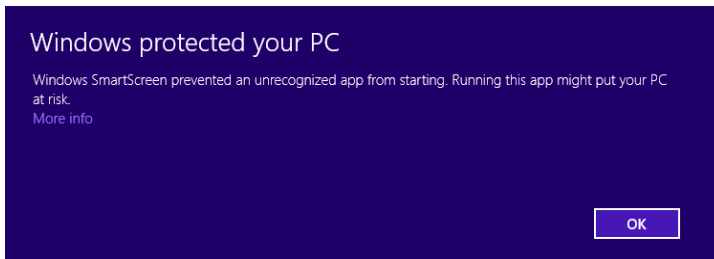 Windows protected your PC
Windows SmartScreen prevented an unrecognized app from starting. Running this app might put your PC
at risk.
More info
OK